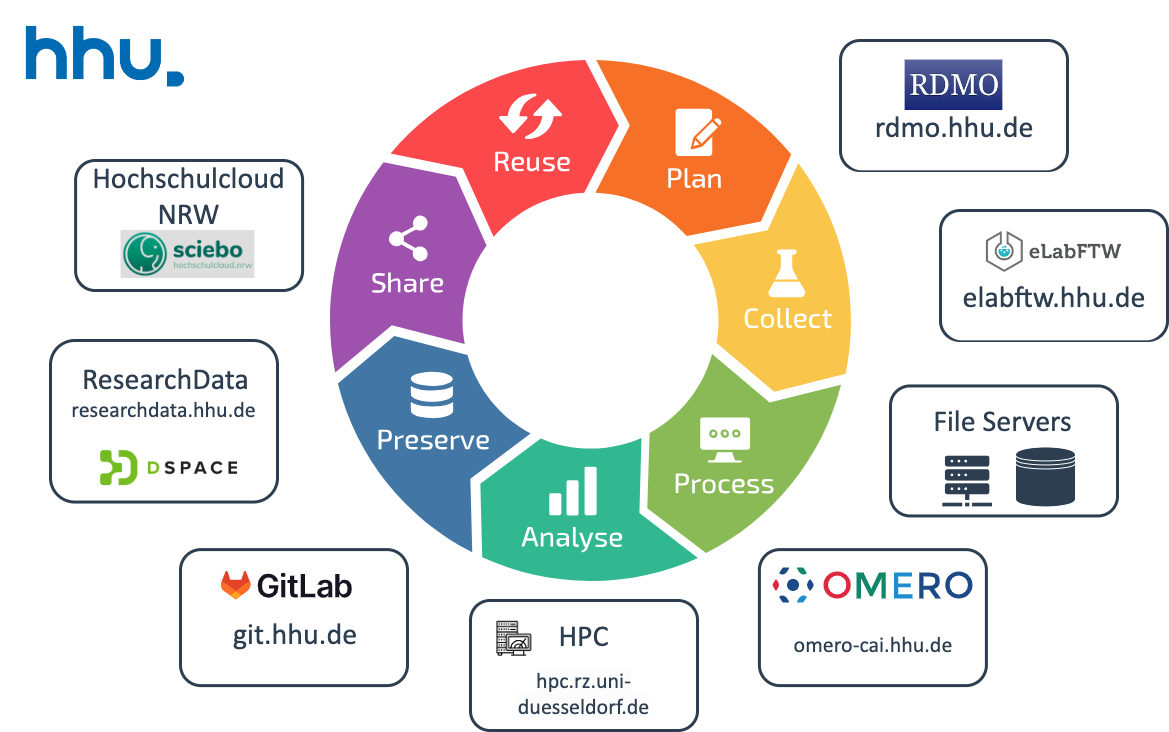 hhu.
Reuse
Plan
Collect
Process
Analyse
Preserve
Share
RDMO
rdmo.hhu.de
eLabFTW
elabftw.hhu.de
File Servers
OMERO
omero-cai.hhu.de
HPC
hpc.rz.uni-
duesseldorf.de
GitLab
git.hhu.de
ResearchData
researchdata.hhu.de
DSPACE
Hochschulcloud
NRW
sciebo
hochschulcloud.nrw